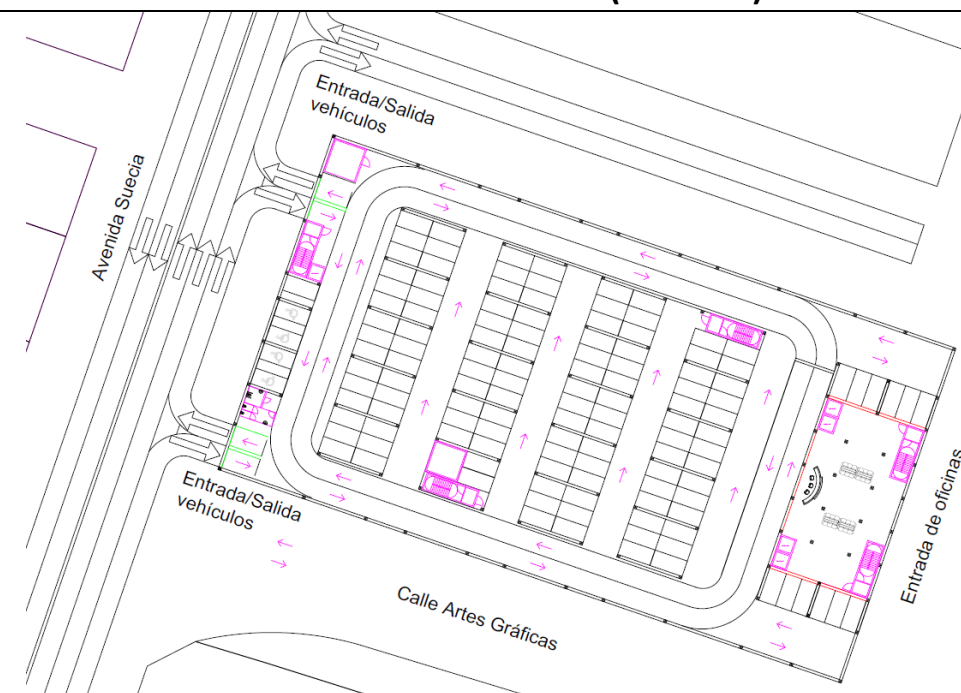 Entrada/Salida
vehículos
Avenida Suecia
Entrada/Salida
vehículos
Calle Artes Gráficas
Entrada de oficinas